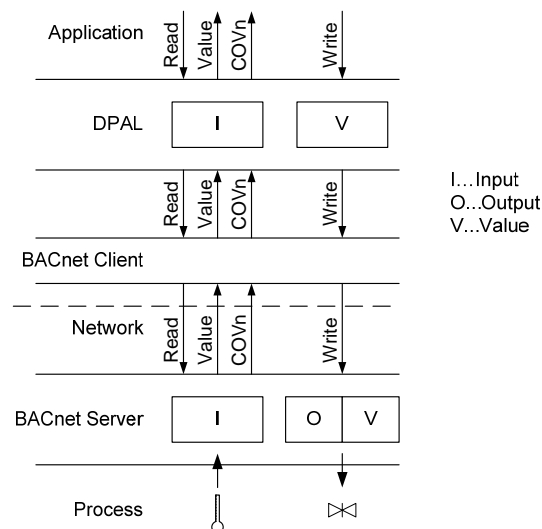 Application
Read
Value
COVn
Write
DPAL
I
V
Read
Value
COVn
Write
I...Input
O...Output
V...Value
BACnet Client
Network
Read
Value
COVn
Write
BACnet Server
I
O
V
Process